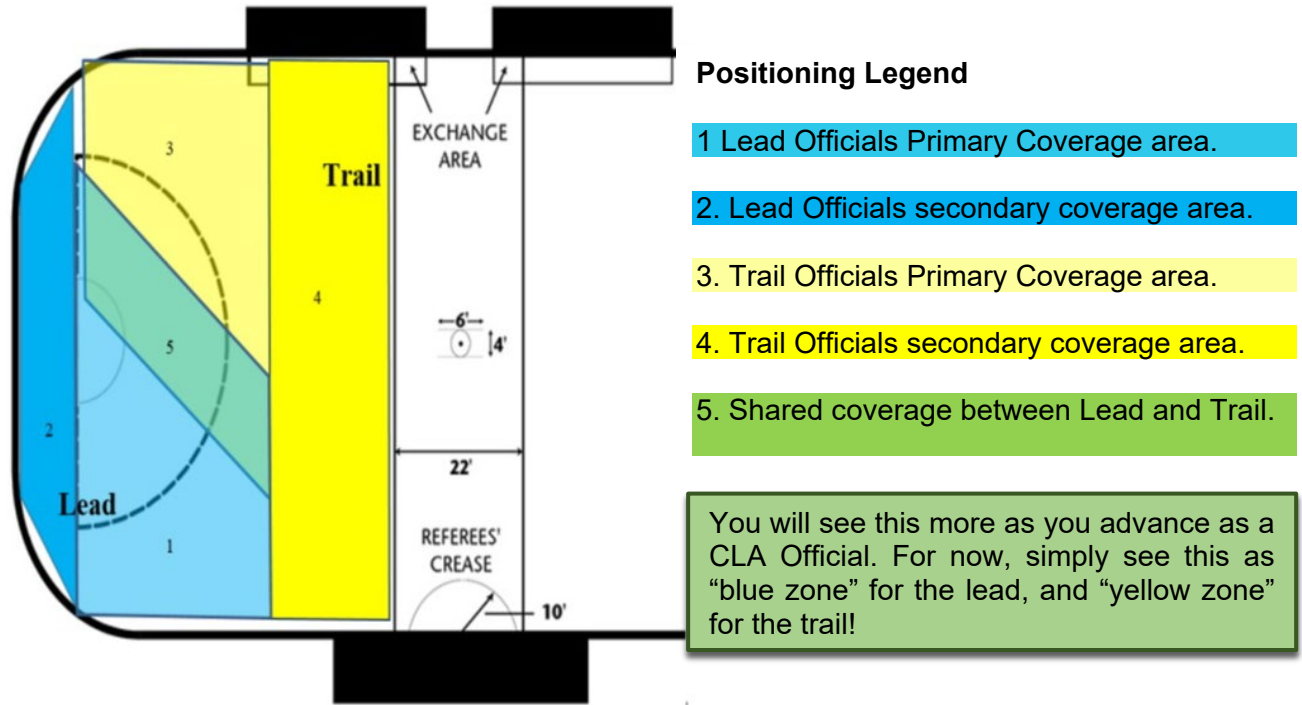 3
Trail
EXCHANGE
AREA
4
6'
4'
5
2
22'
Lead
1
REFEREES'
CREASE
10'
Positioning Legend
1 Lead Officials Primary Coverage area.
2. Lead Officials secondary coverage area.
3. Trail Officials Primary Coverage area.
4. Trail Officials secondary coverage area.
5. Shared coverage between Lead and Trail.
You will see this more as you advance as a
CLA Official. For now, simply see this as
“blue zone” for the lead, and “yellow zone”
for the trail!